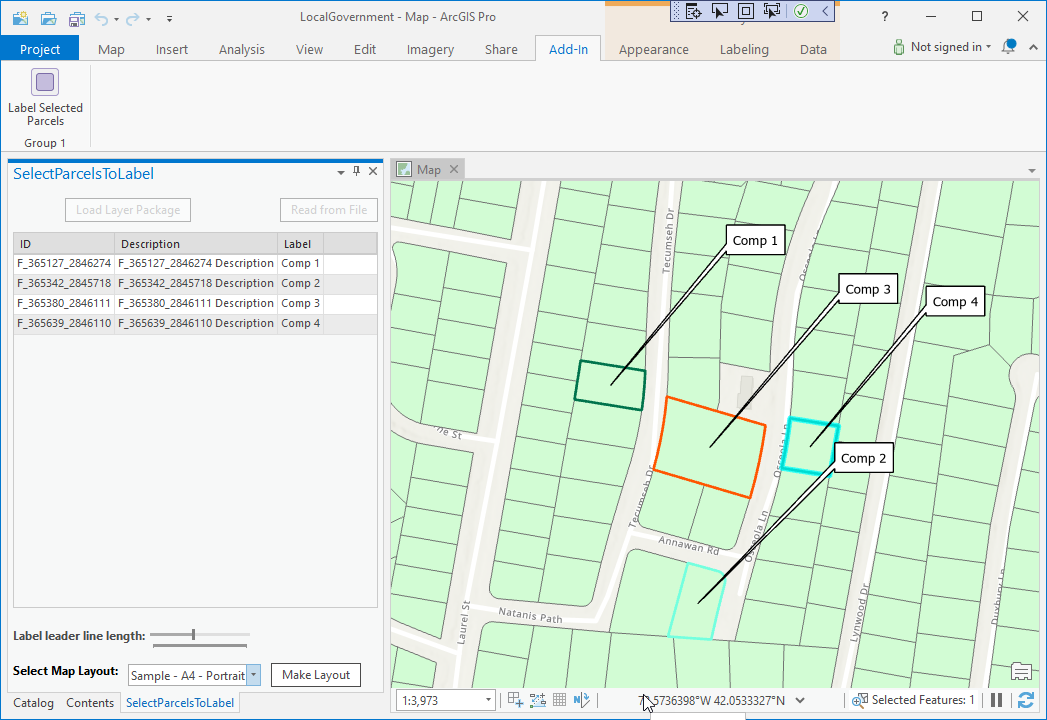 LocalGovernment - Map - ArcGIS Pro
?
Project Map Insert Analysis View Edit Imagery Share Add-In Appearance Labeling Data Not signed in
Label Selected
Parcels
Group 1
SelectParcelsToLabel
Map
Load Layer Package Read from File
ID Description Label
F_365127_2846274 F_365127_2846274 Description Comp 1
F_365342_2845718 F_365342_2845718 Description Comp 2
F_365380_2846111 F_365380_2846111 Description Comp 3
F_365639_2846110 F_365639_2846110 Description Comp 4
Tecumseh Dr
Comp 1
Comp 3
Comp 4
Osceola Ln
Comp 2
Tecumseh Dr
Osceola Ln
Annawan Rd
Natanis Path
Laurel St
Lynwood Dr
Duxbury Ln
Label leader line length:
Select Map Layout: Sample - A4 - Portrait Make Layout
Catalog Contents SelectParcelsToLabel
1:3,973
5736398°W 42.0533327°N
Selected Features: 1